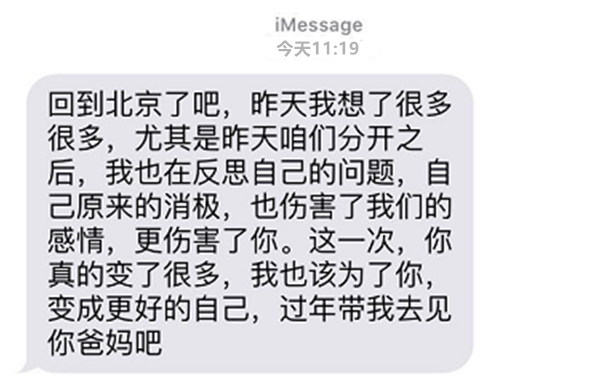 iMessage
今天11:19
回到北京了吧，昨天我想了很多
很多，尤其是昨天咱们分开之
后，我也在反思自己的问题，自
己原来的消极，也伤害了我们的
感情，更伤害了你。这一次，你
真的变了很多，我也该为了你，
变成更好的自己，过年带我去见
你爸妈吧